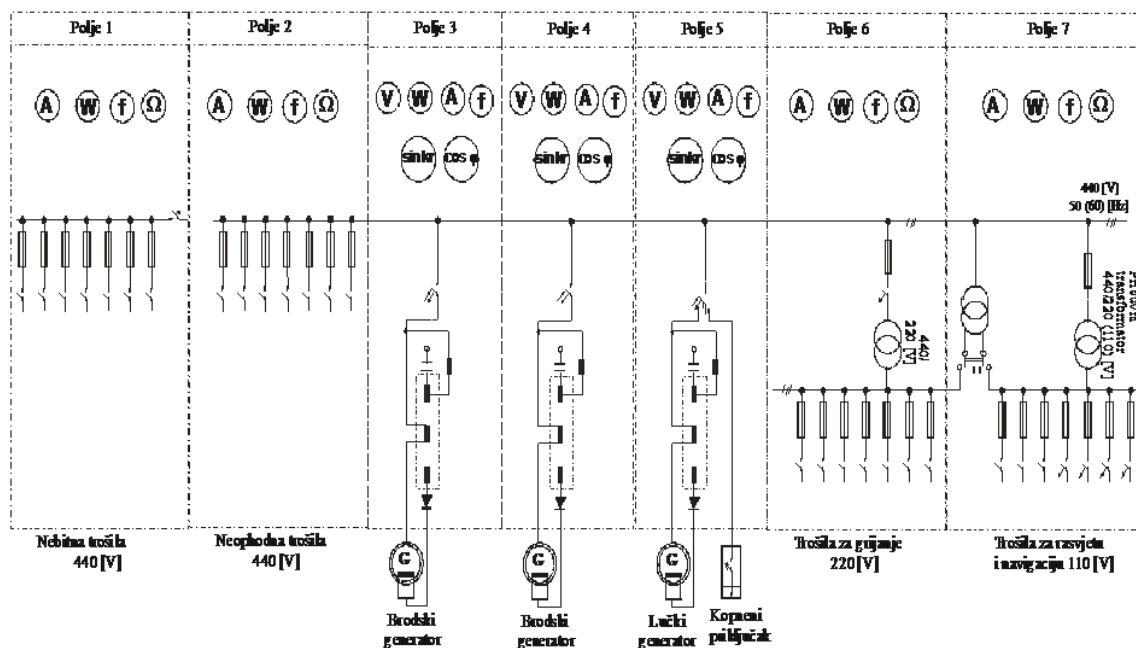 Polje 1
Polje 2
Polje 3
Polje 4
Polje 5
Polje 6
Polje 7
A W f Ω
A W f Ω
V W A f
V W A f
V W A f
A W f Ω
A W f Ω
sinkr cos φ
sinkr cos φ
sinkr cos φ
440 [V]
50 (60) [Hz]
440/
220 [V]
transformator
440/220 (110) [V]
Nebitna trošila
440 [V]
Neophodna trošila
440 [V]
G
Brodski
generator
G
Brodski
generator
G
Lučki
generator
Kopneni
priključak
Trošila za grijanje
220 [V]
Trošila za rasvjetu
i navigaciju 110 [V]